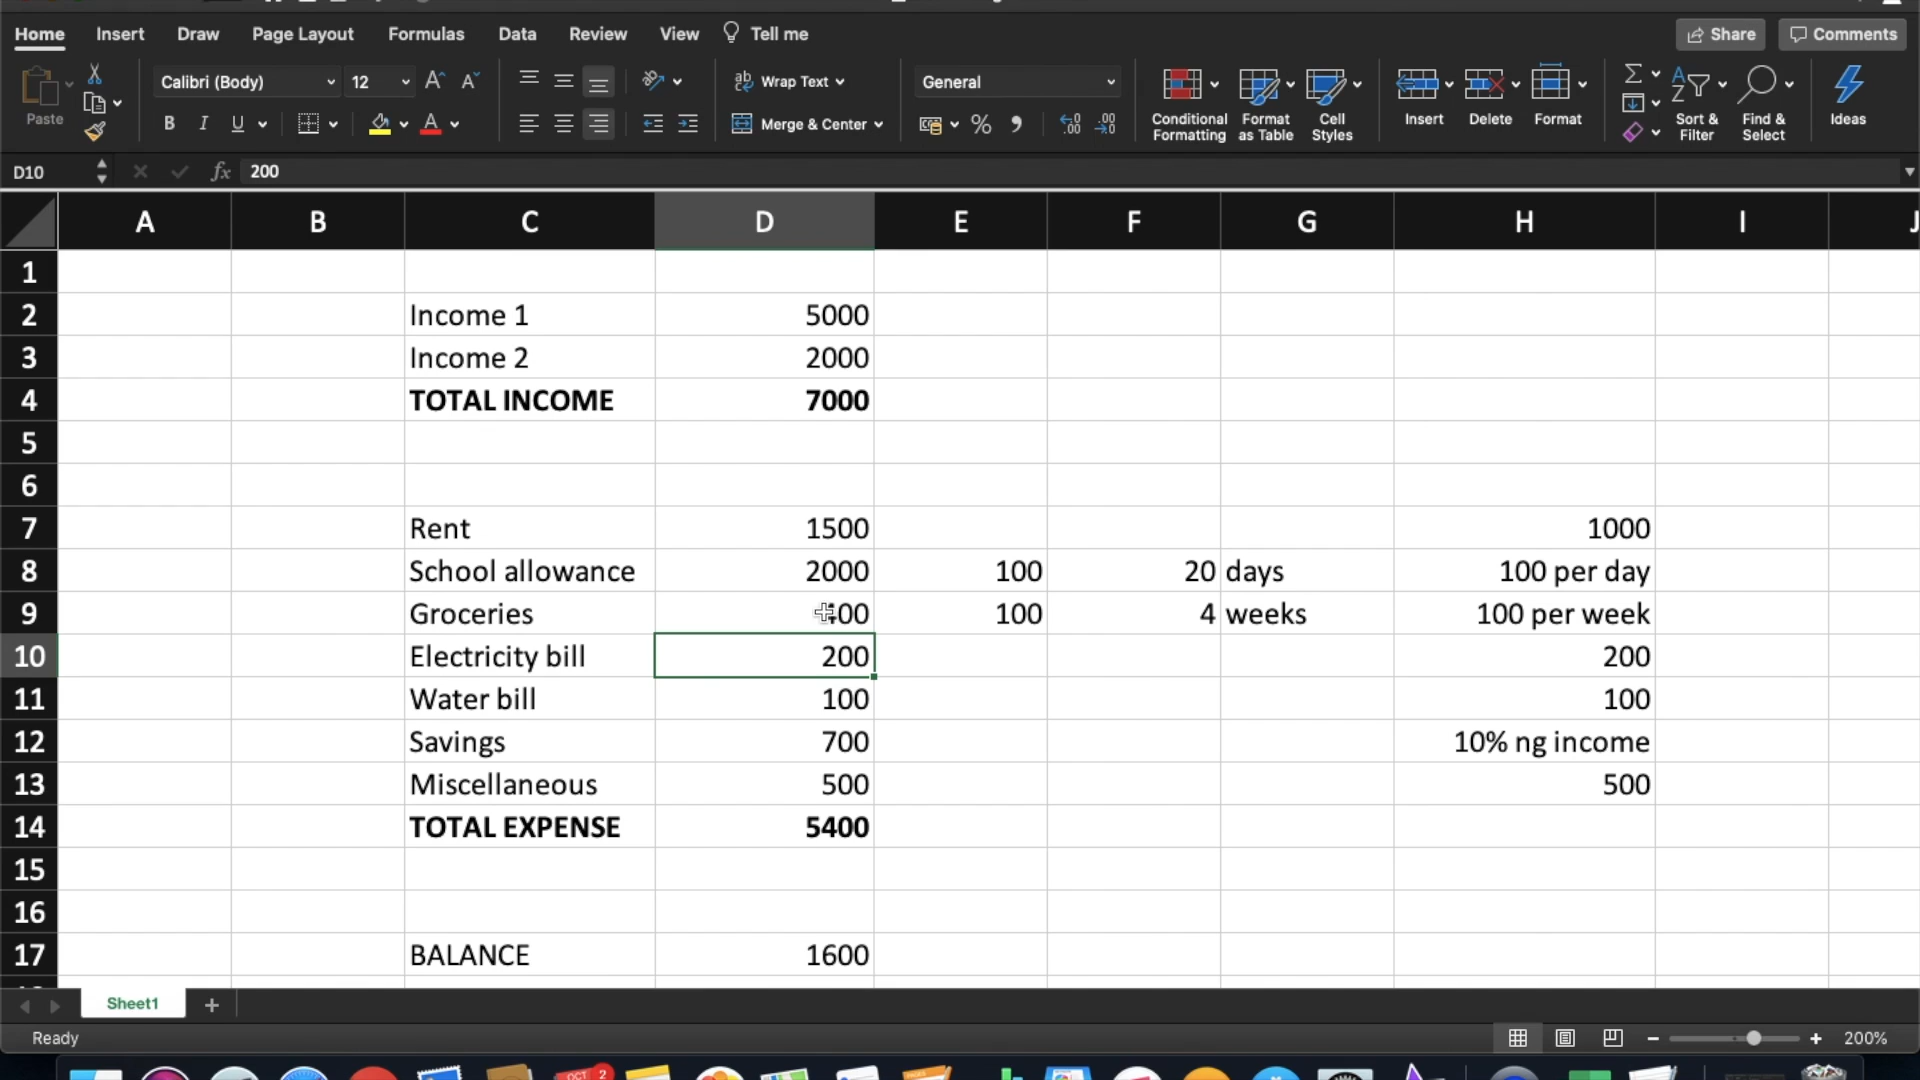 Home Insert Draw Page Layout Formulas Data Review View Tell me Share Comments
Paste Calibri (Body) 12 Wrap Text General
B I U Merge & Center Conditional Formatting Format as Table Cell Styles Insert Delete Format Sort & Filter Find & Select Ideas
D10 fx 200
A B C D E F G H I J
1
2 Income 1 5000
3 Income 2 2000
4 TOTAL INCOME 7000
5
6
7 Rent 1500 1000
8 School allowance 2000 100 20 days 100 per day
9 Groceries 400 100 4 weeks 100 per week
10 Electricity bill 200 200
11 Water bill 100 100
12 Savings 700 10% ng income
13 Miscellaneous 500 500
14 TOTAL EXPENSE 5400
15
16
17 BALANCE 1600
Sheet1 +
Ready 200%
OCT 2